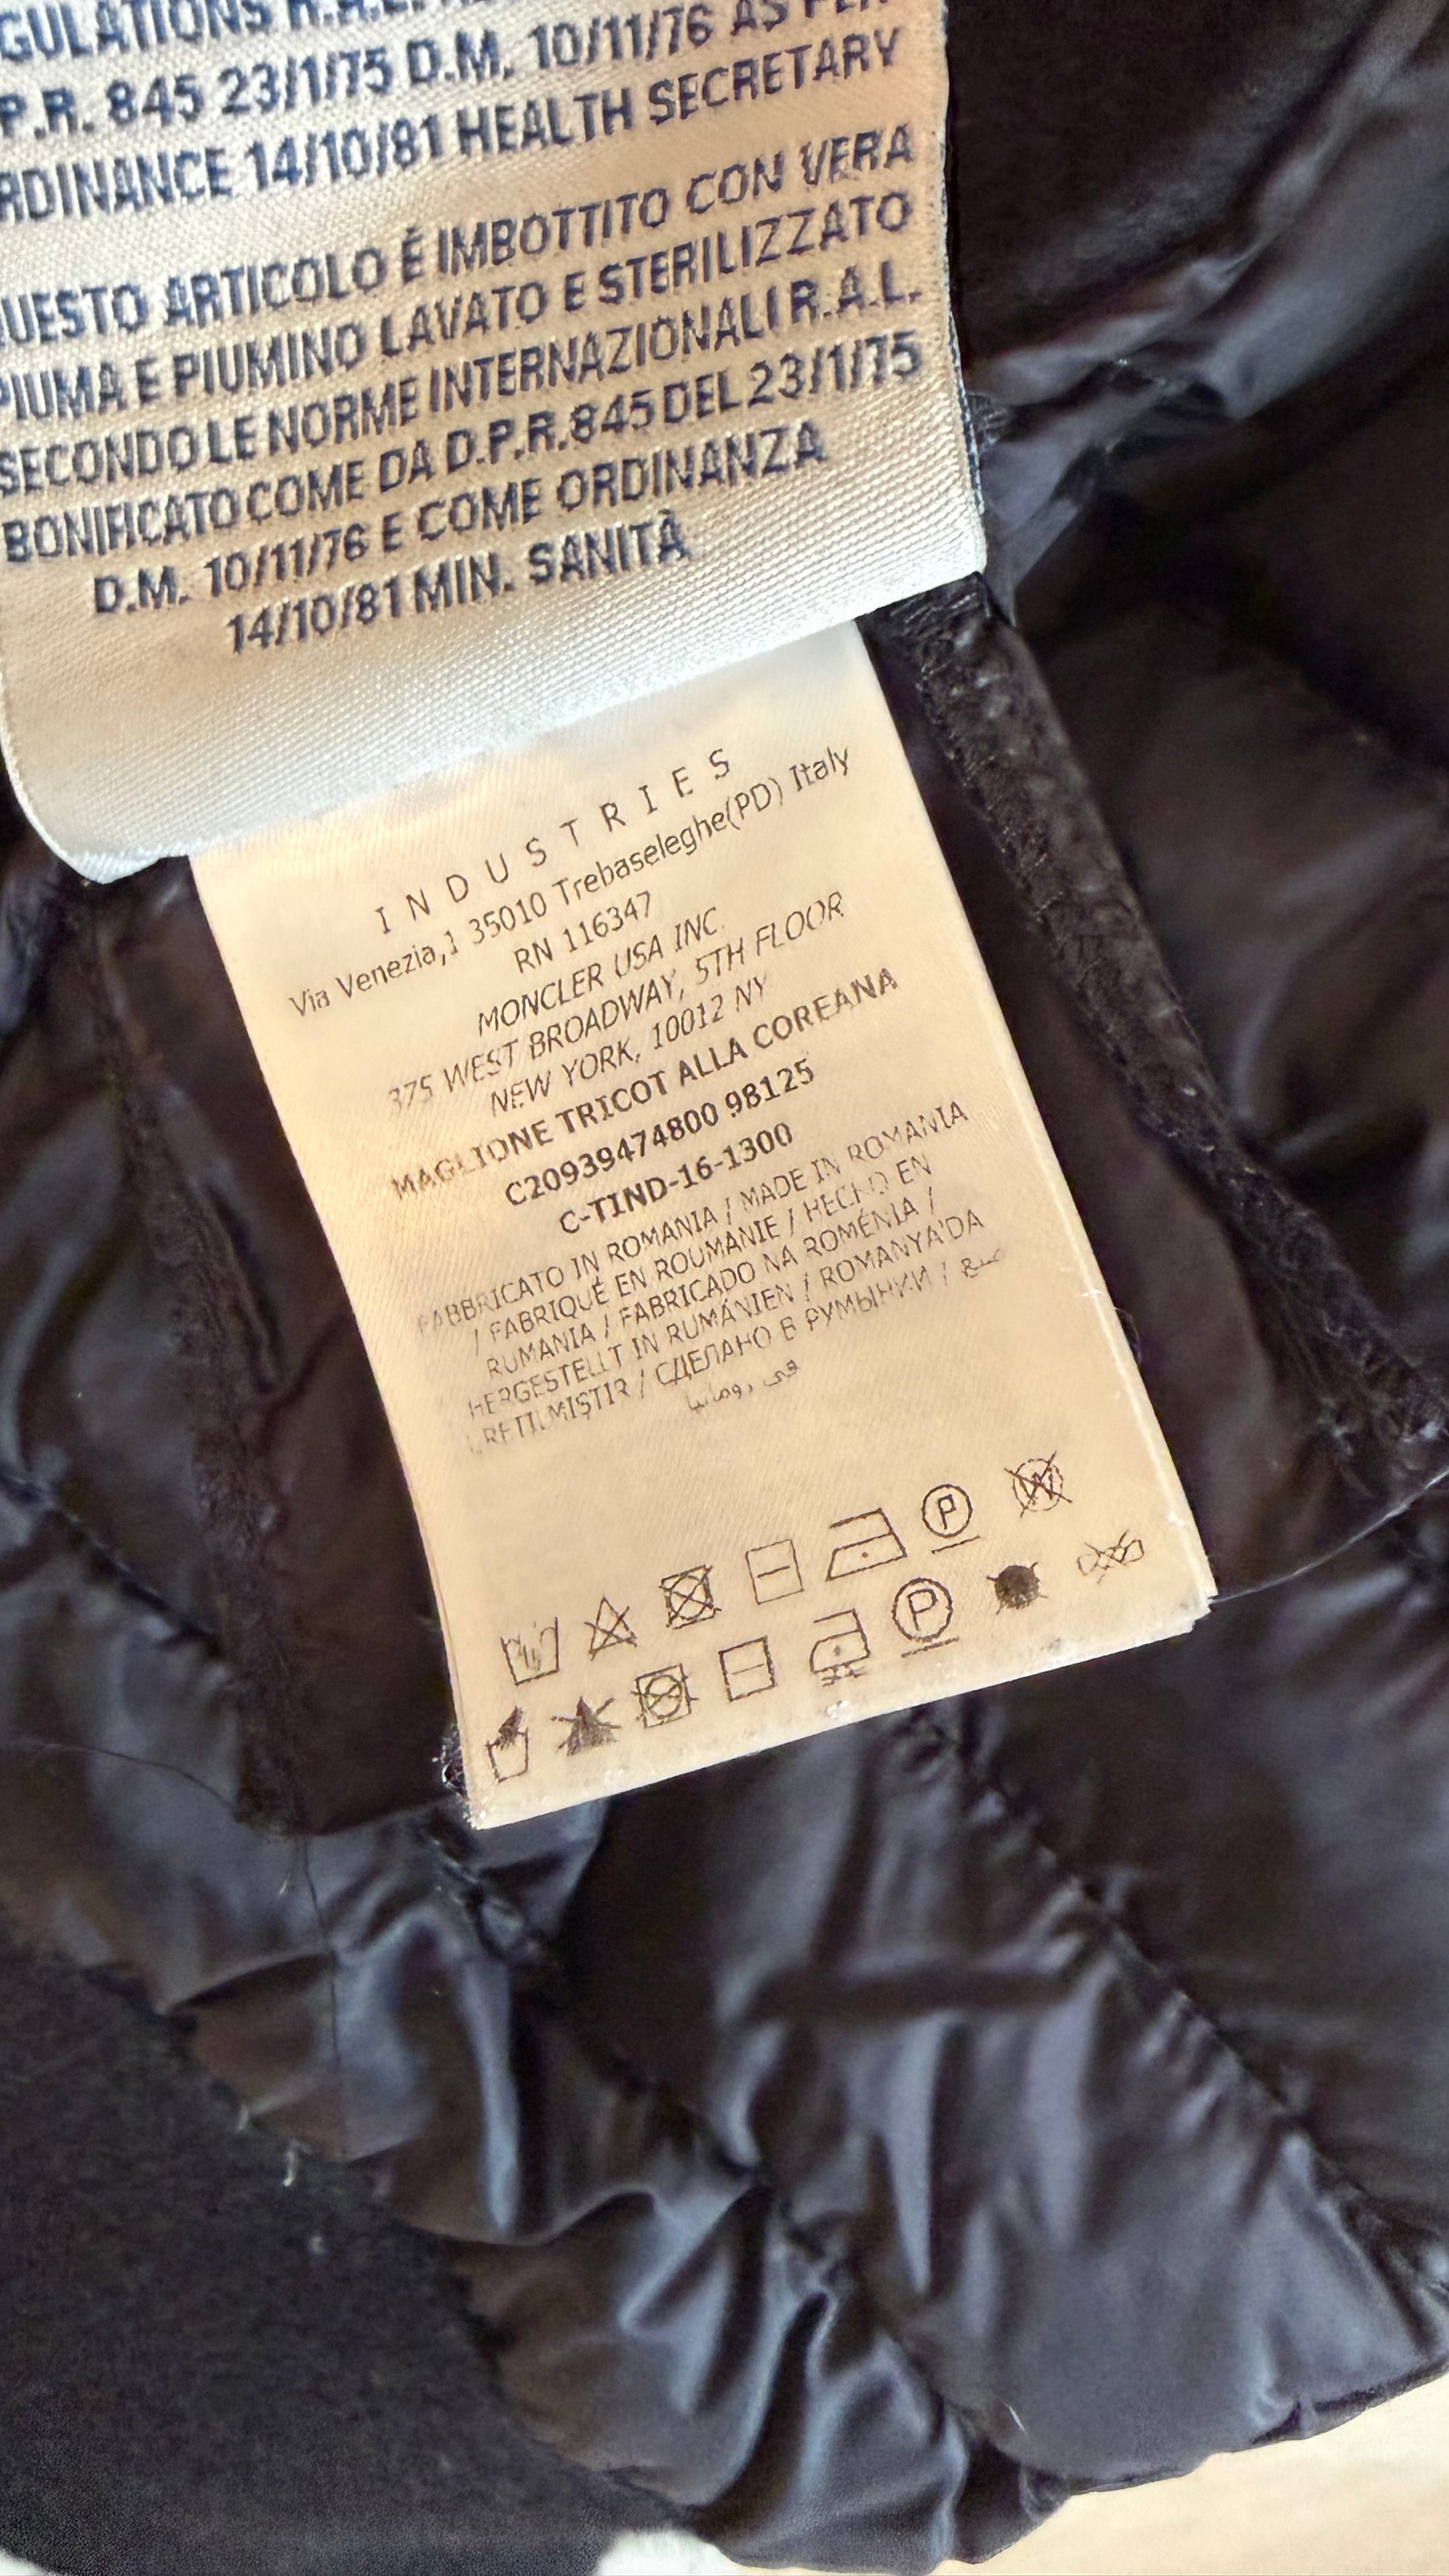 GULATIONS R.A.L.
P.R. 845 23/1/75 D.M. 10/11/76 AS PER
RDINANCE 14/10/81 HEALTH SECRETARY
UESTO ARTICOLO É IMBOTTITO CON VERA
PIUMA E PIUMINO LAVATO E STERILIZZATO
SECONDO LE NORME INTERNAZIONALI R.A.L.
BONIFICATO COME DA D.P.R.845 DEL 23/1/75
D.M. 10/11/76 E COME ORDINANZA
14/10/81 MIN. SANITÀ
INDUSTRIES
Via Venezia,1 35010 Trebaseleghe(PD) Italy
RN 116347
MONCLER USA INC.
375 WEST BROADWAY, 5TH FLOOR
NEW YORK, 10012 NY
MAGLIONE TRICOT ALLA COREANA
C20939474800 98125
C-TIND-16-1300
FABBRICATO IN ROMANIA / MADE IN ROMANIA
/ FABRIQUÉ EN ROUMANIE / HECHO EN
RUMANIA / FABRICADO NA ROMÉNIA /
HERGESTELLT IN RUMÄNIEN / ROMANYA'DA
ÜRETILMIŞTIR / СДЕЛАНО В РУМЫНИИ / صنع
في رومانيا
P W
P